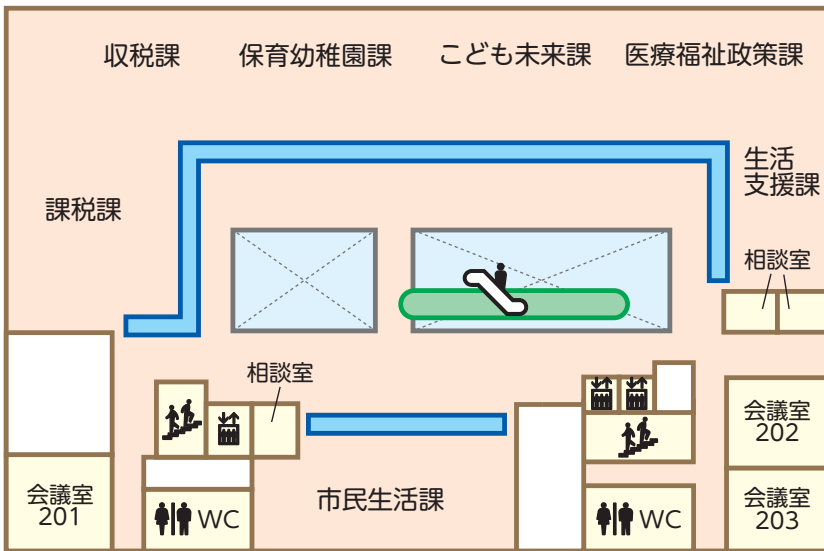 収税課
保育幼稚園課
こども未来課
医療福祉政策課
生活
支援課
課税課
相談室
相談室
会議室
202
会議室
201
市民生活課
会議室
203
WC
WC